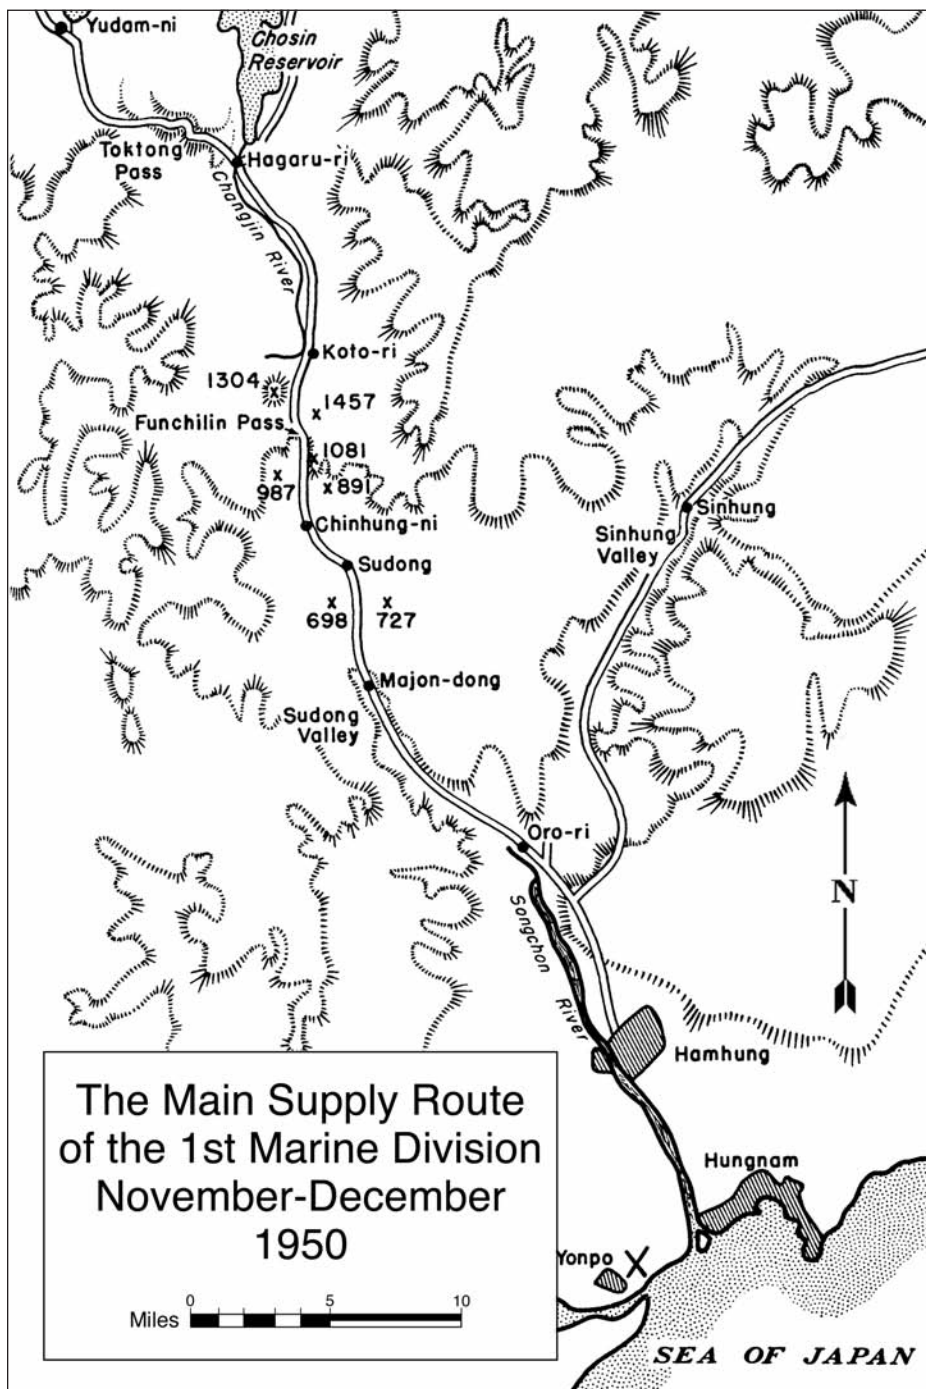 Yudam-ni
Chosin
Reservoir
Toktong
Pass
Hagaru-ri
Changjin River
Koto-ri
1304
1457
Funchilin Pass
1081
987
891
Chinhung-ni
Sudong
698
727
Majon-dong
Sudong
Valley
Sinhung
Sinhung
Valley
Oro-ri
Songchon River
N
Hamhung
Hungnam
Yonpo
SEA OF JAPAN
The Main Supply Route
of the 1st Marine Division
November-December
1950
Miles
0 5 10